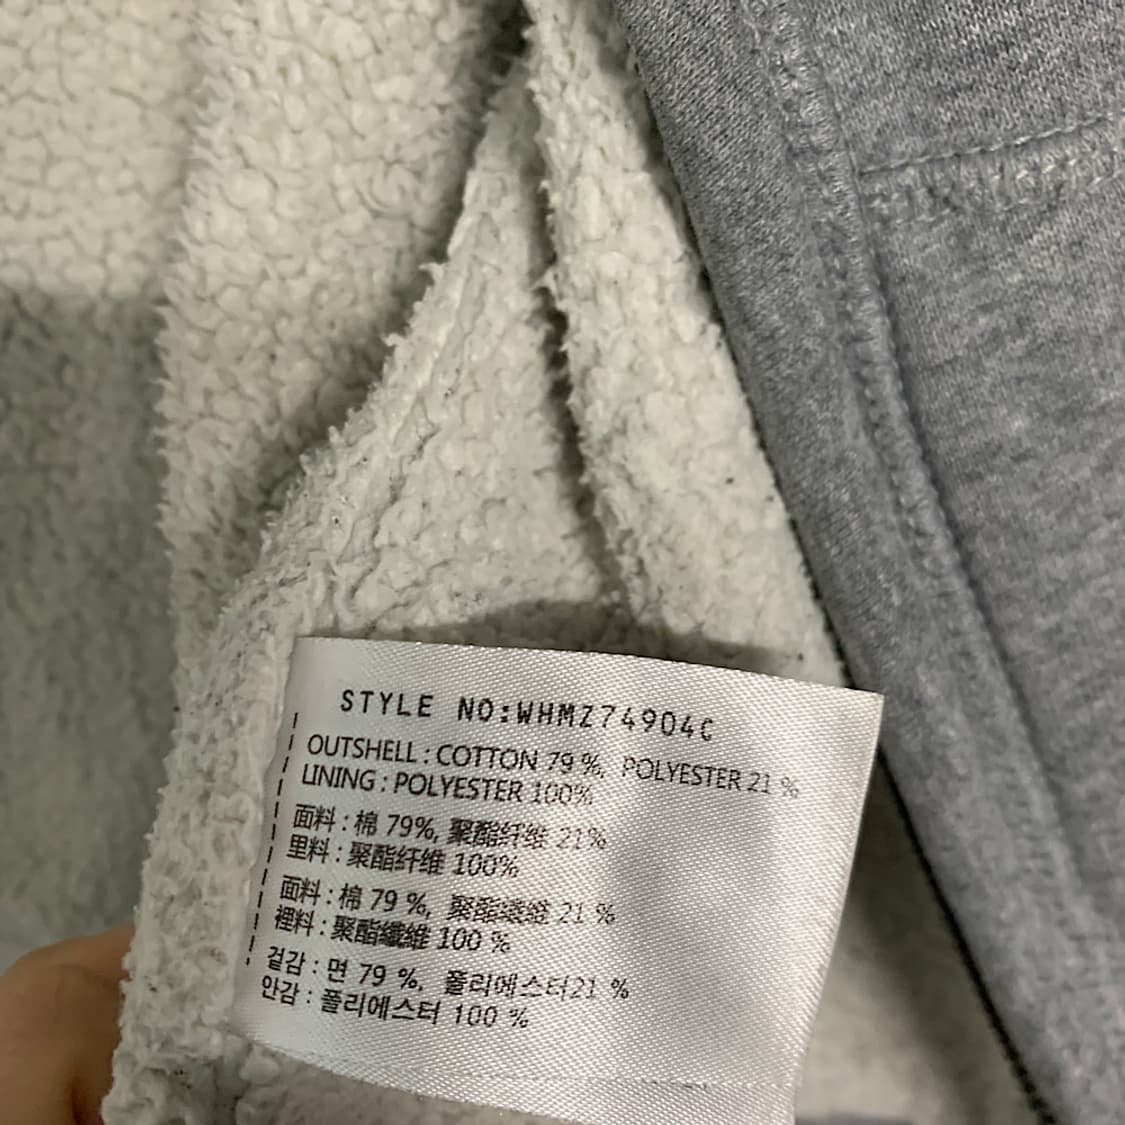 STYLE NO:WHMZ74904C
OUTSHELL : COTTON 79 %, POLYESTER 21 %
LINING : POLYESTER 100%
面料 : 棉 79%, 聚酯纤维 21%
里料 : 聚酯纤维 100%
面料 : 棉 79 %, 聚酯纖維 21 %
裡料 : 聚酯纖維 100 %
겉감 : 면 79 %, 폴리에스터21 %
안감 : 폴리에스터 100 %